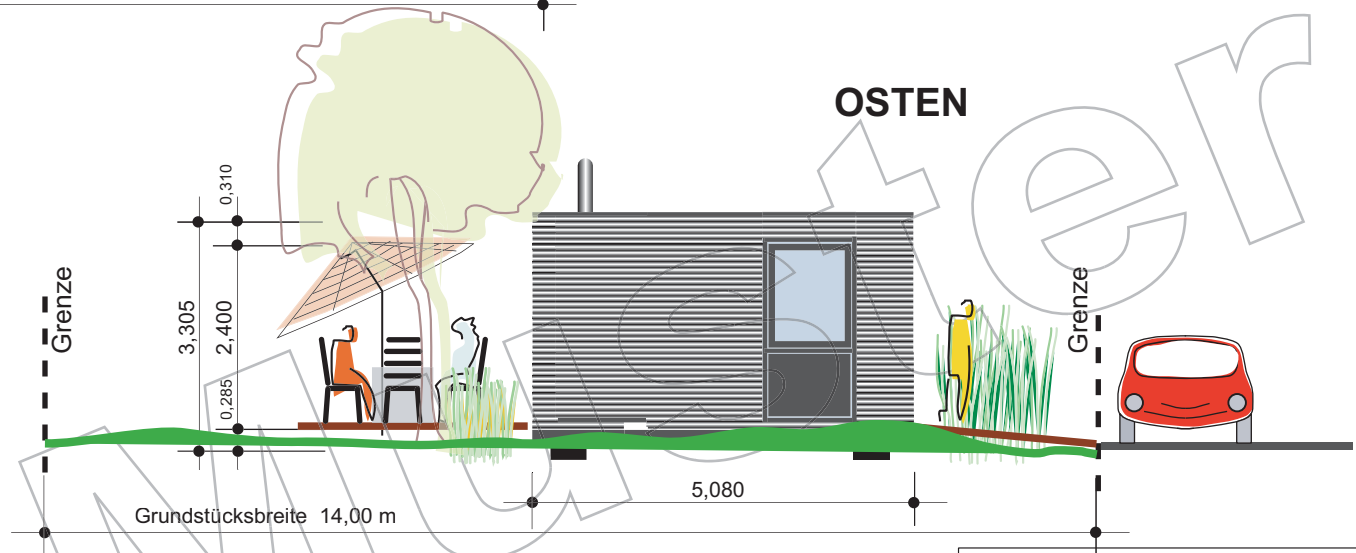 OSTEN
0,310
Grenze
3,305
2,400
0,285
Grenze
5,080
Grundstücksbreite 14,00 m
Muster